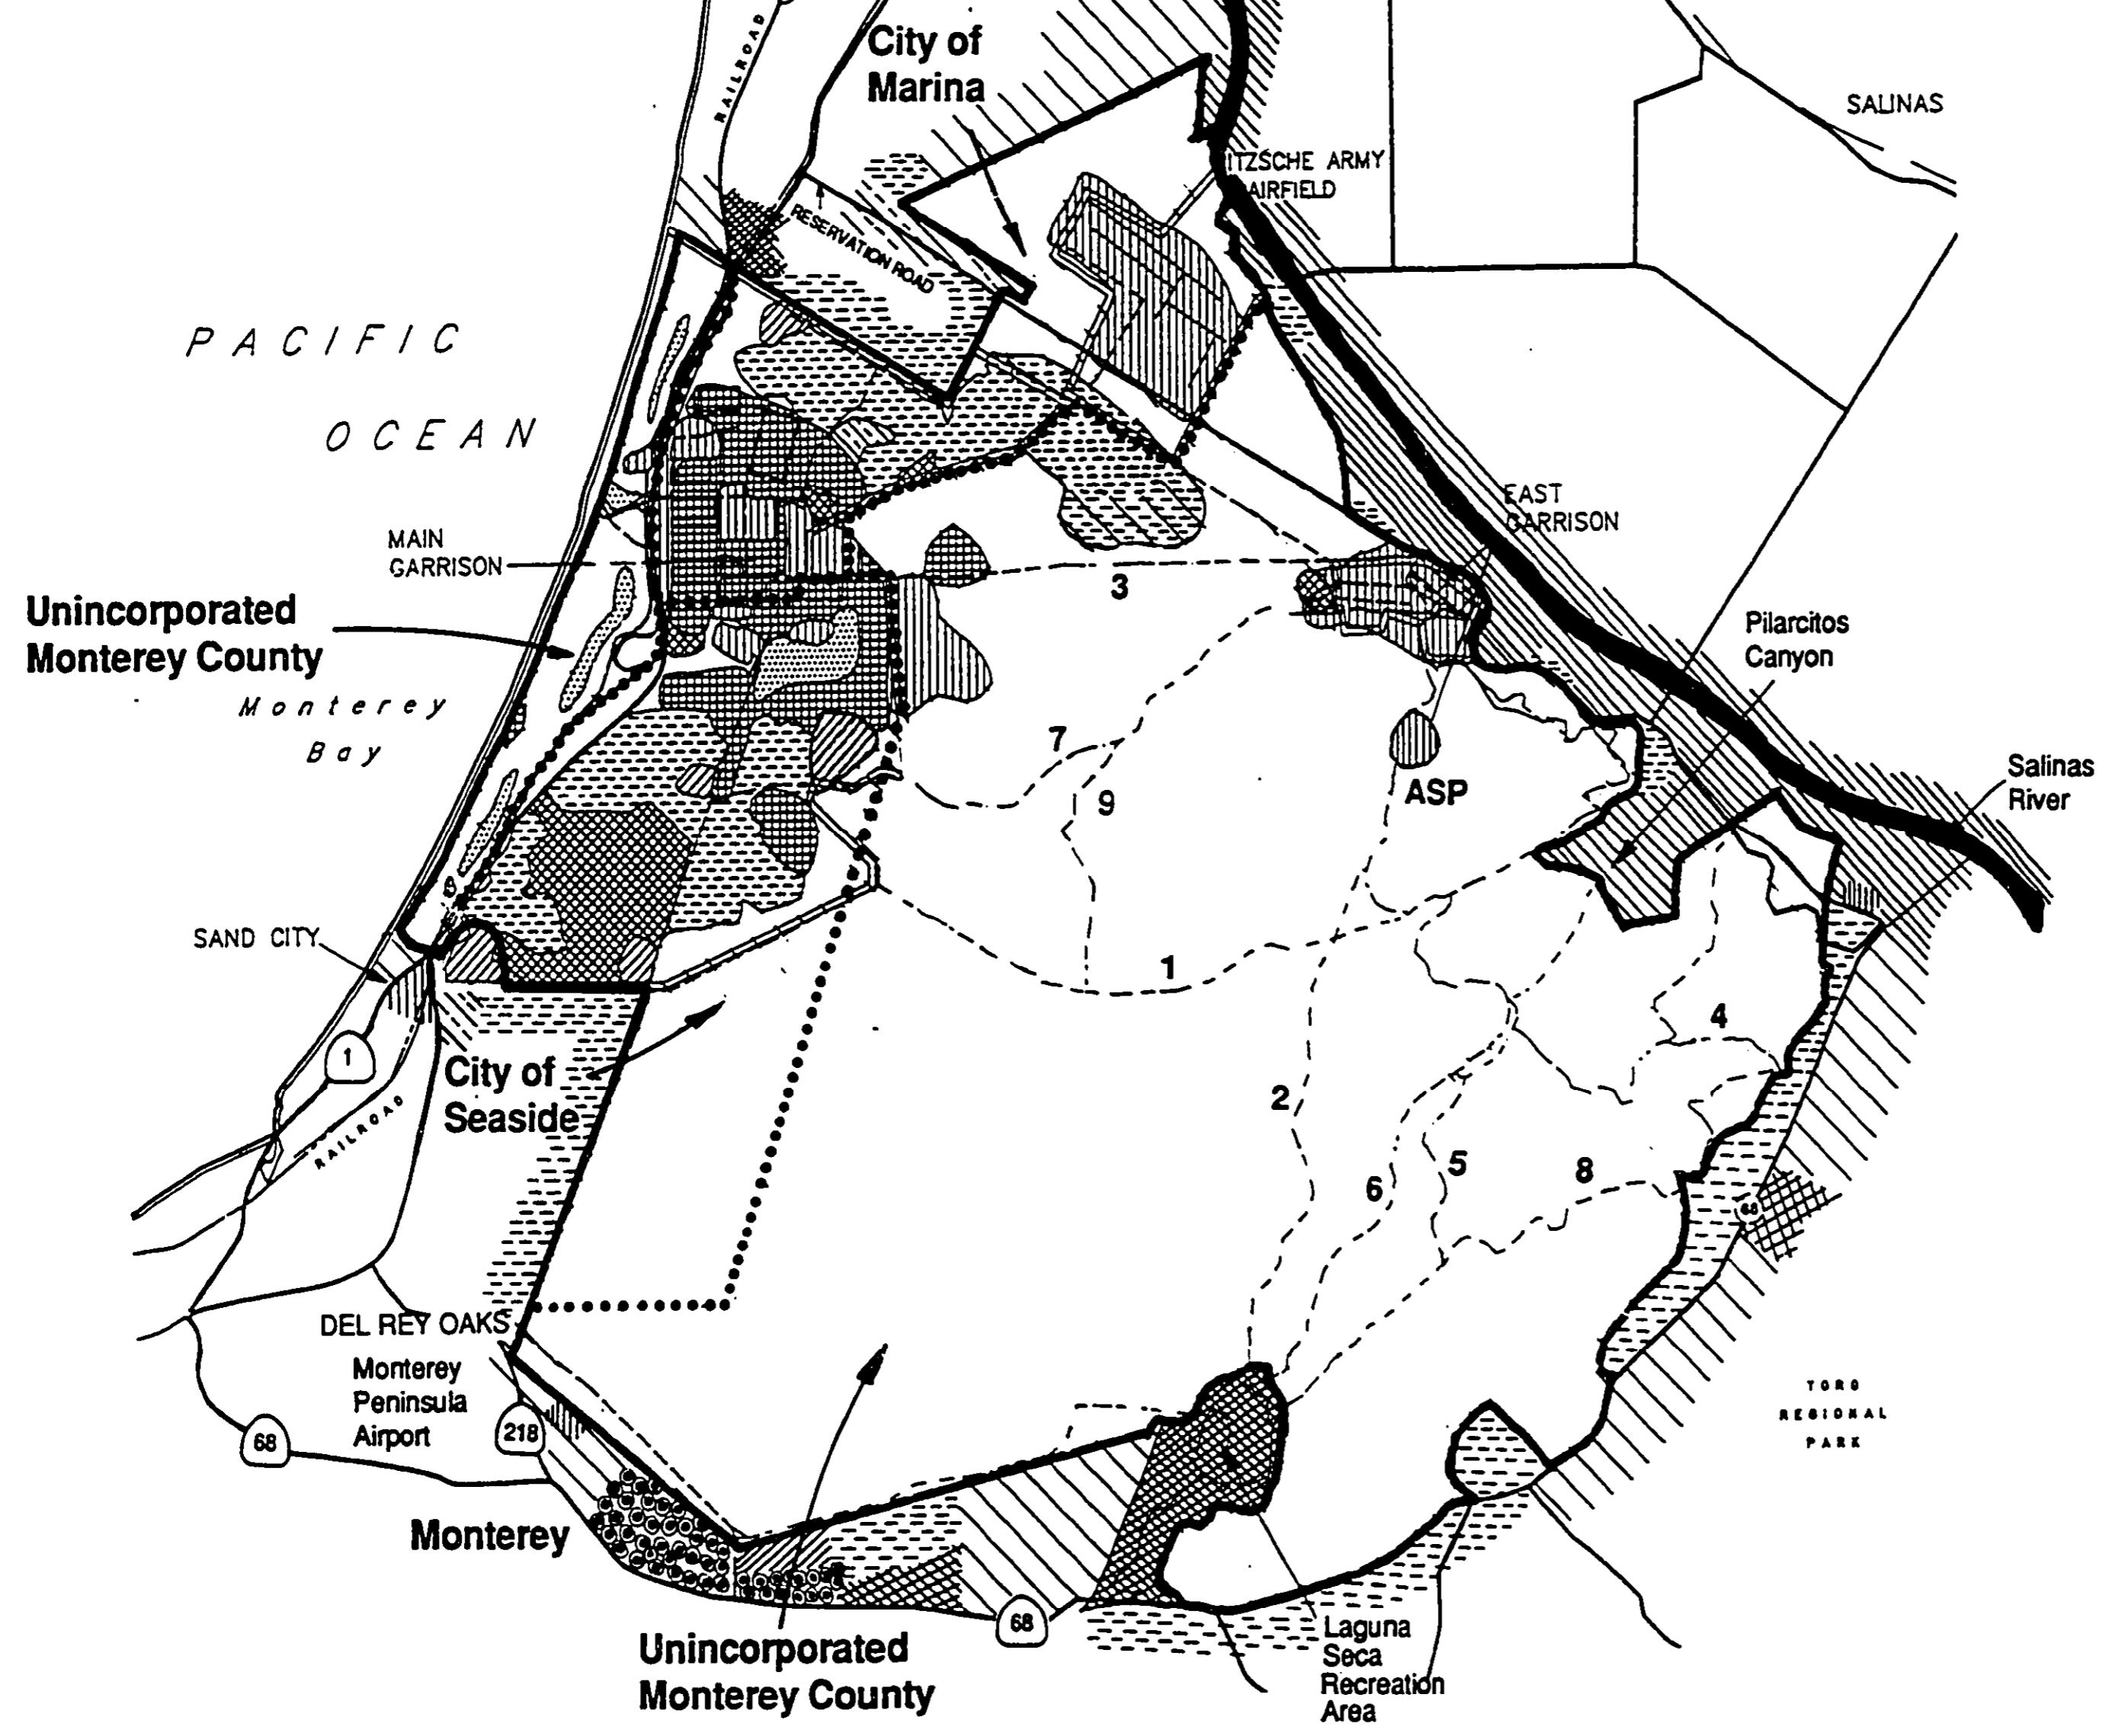 RAILROAD
City of
Marina
SALINAS
ITZSCHE ARMY
AIRFIELD
RESERVATION ROAD
PACIFIC
OCEAN
MAIN
GARRISON
EAST
GARRISON
3
Unincorporated
Monterey County
Pilarcitos
Canyon
Monterey
Bay
7
9
ASP
Salinas
River
SAND CITY
1
4
1
City of
Seaside
RAILROAD
2
5
6
8
68
DEL REY OAKS
Monterey
Peninsula
Airport
218
68
TORO
REGIONAL
PARK
Monterey
68
Unincorporated
Monterey County
Laguna
Seca
Recreation
Area